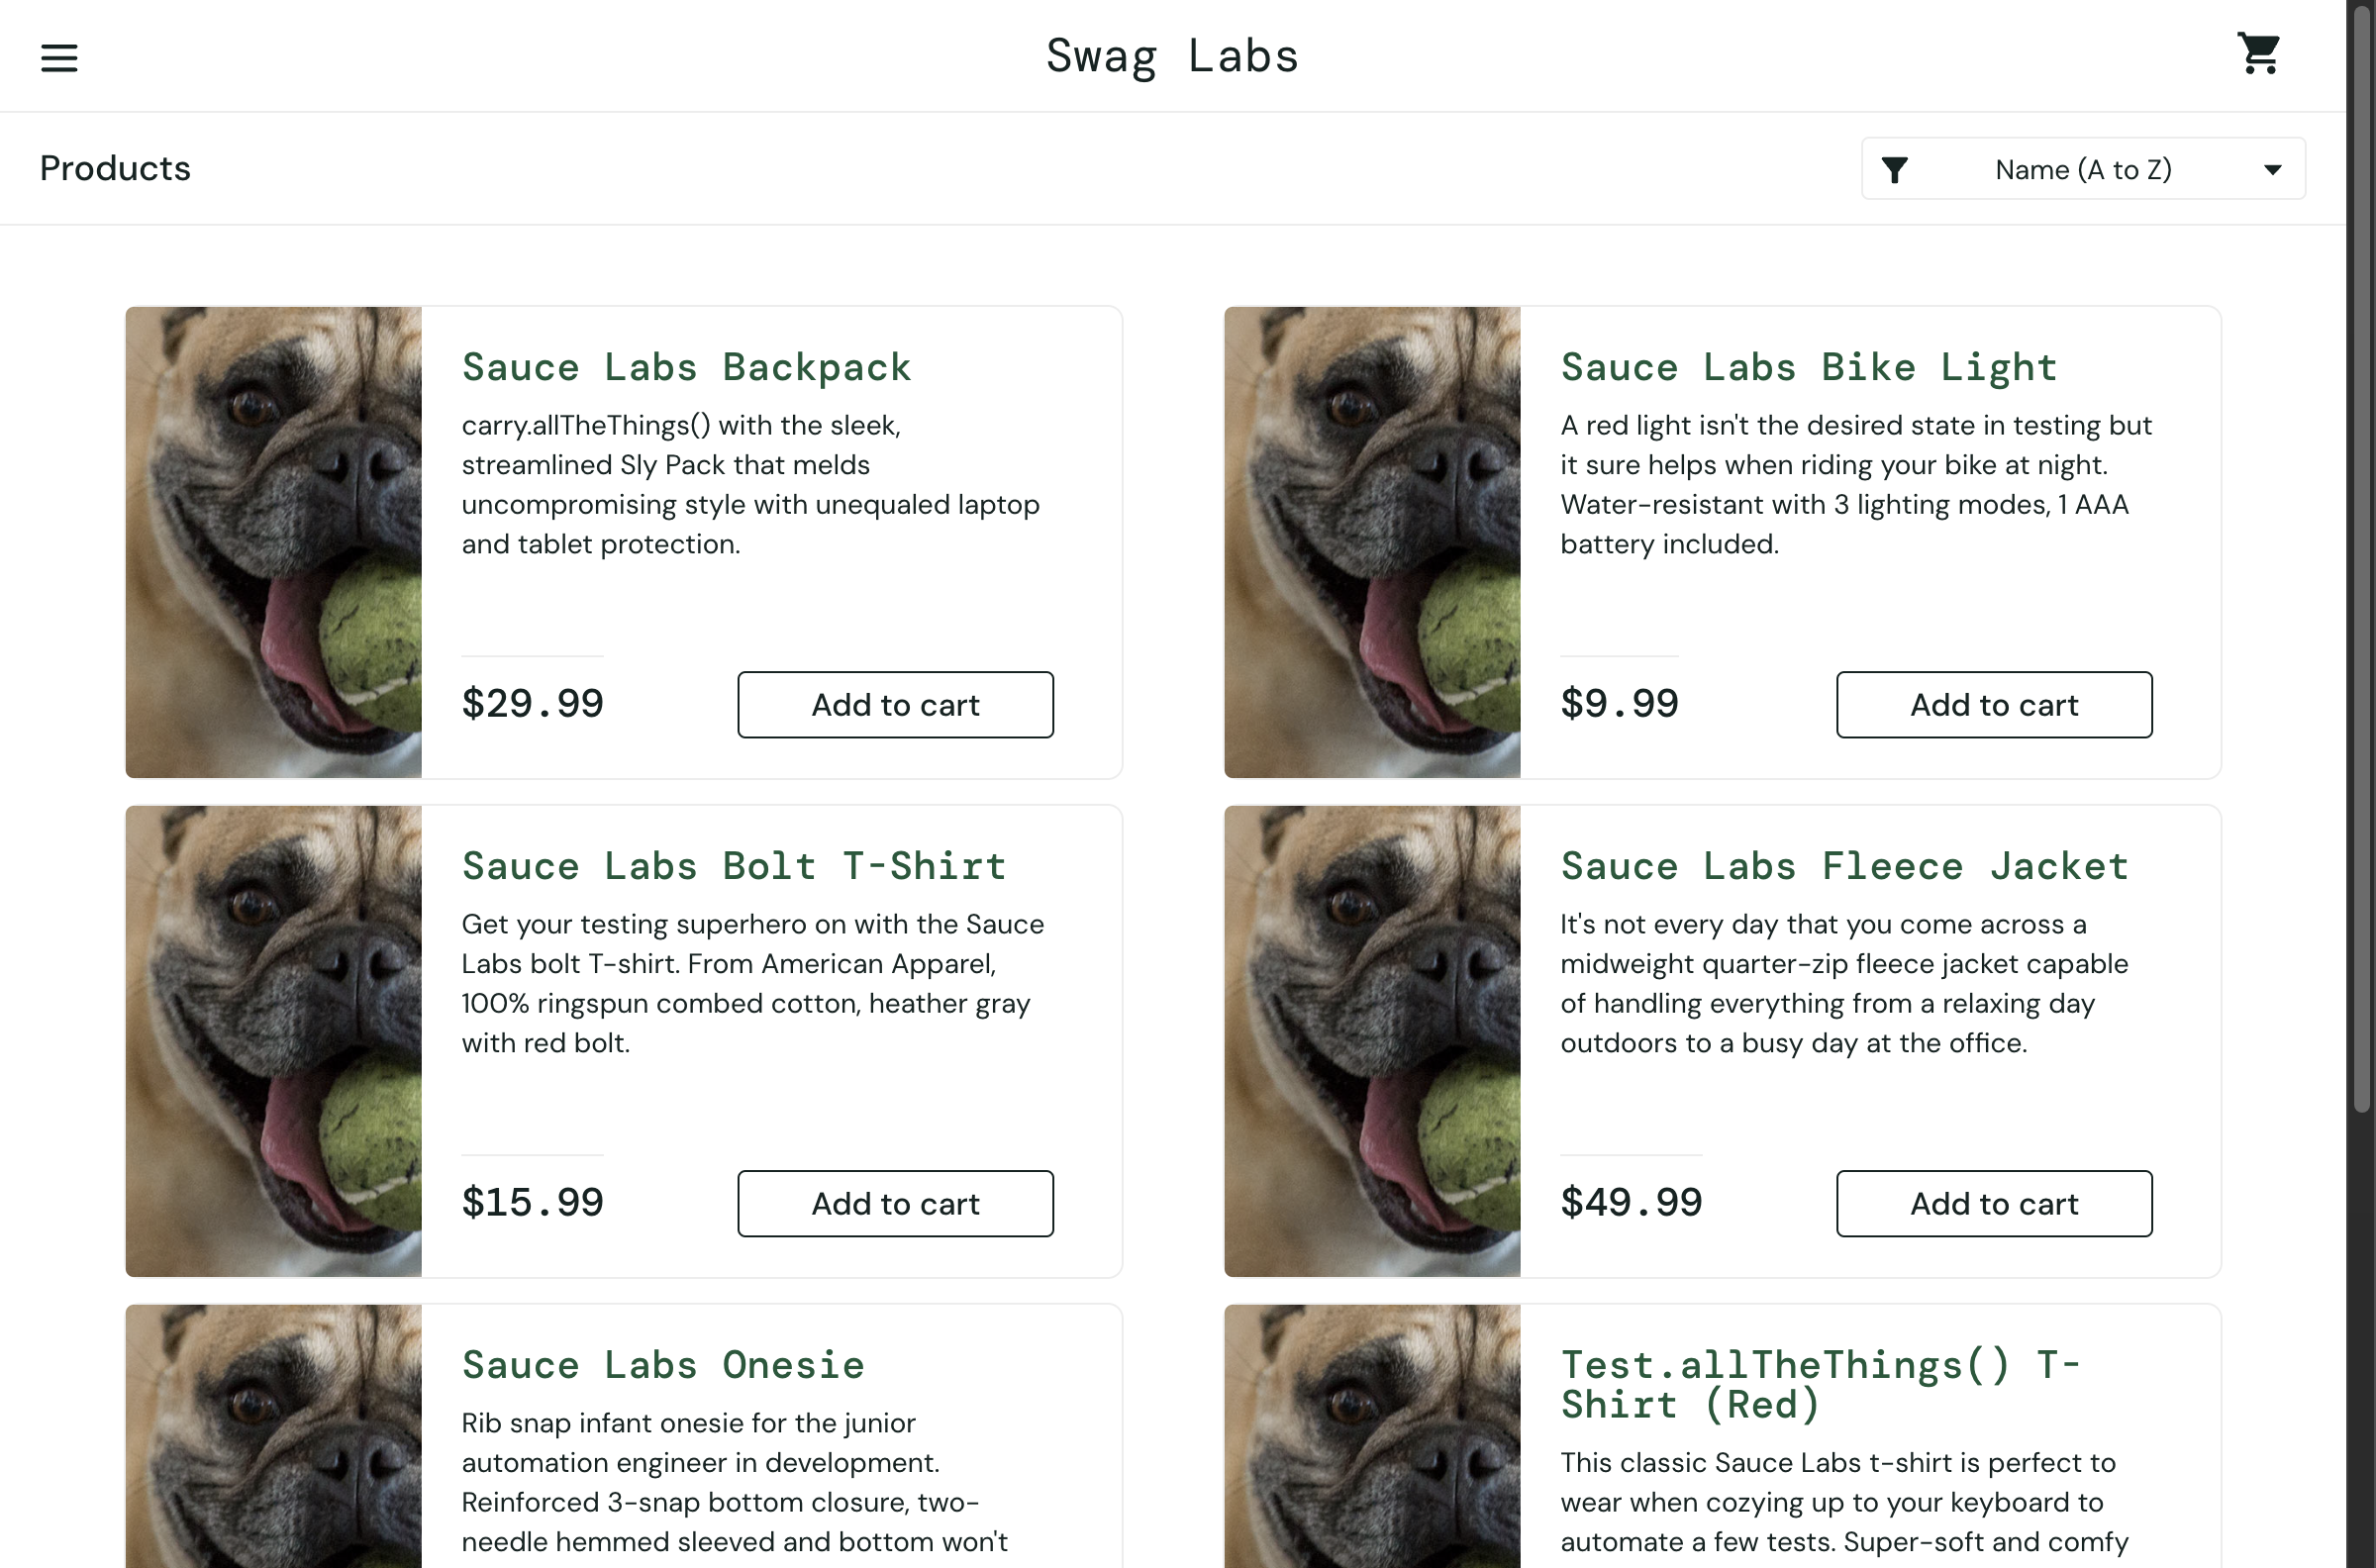 Swag Labs
Products
Name (A to Z)
Sauce Labs Backpack
carry.allTheThings() with the sleek,
streamlined Sly Pack that melds
uncompromising style with unequaled laptop
and tablet protection.
$29.99
Add to cart
Sauce Labs Bike Light
A red light isn't the desired state in testing but
it sure helps when riding your bike at night.
Water-resistant with 3 lighting modes, 1 AAA
battery included.
$9.99
Add to cart
Sauce Labs Bolt T-Shirt
Get your testing superhero on with the Sauce
Labs bolt T-shirt. From American Apparel,
100% ringspun combed cotton, heather gray
with red bolt.
$15.99
Add to cart
Sauce Labs Fleece Jacket
It's not every day that you come across a
midweight quarter-zip fleece jacket capable
of handling everything from a relaxing day
outdoors to a busy day at the office.
$49.99
Add to cart
Sauce Labs Onesie
Rib snap infant onesie for the junior
automation engineer in development.
Reinforced 3-snap bottom closure, two-
needle hemmed sleeved and bottom won't
Test.allTheThings() T-
Shirt (Red)
This classic Sauce Labs t-shirt is perfect to
wear when cozying up to your keyboard to
automate a few tests. Super-soft and comfy